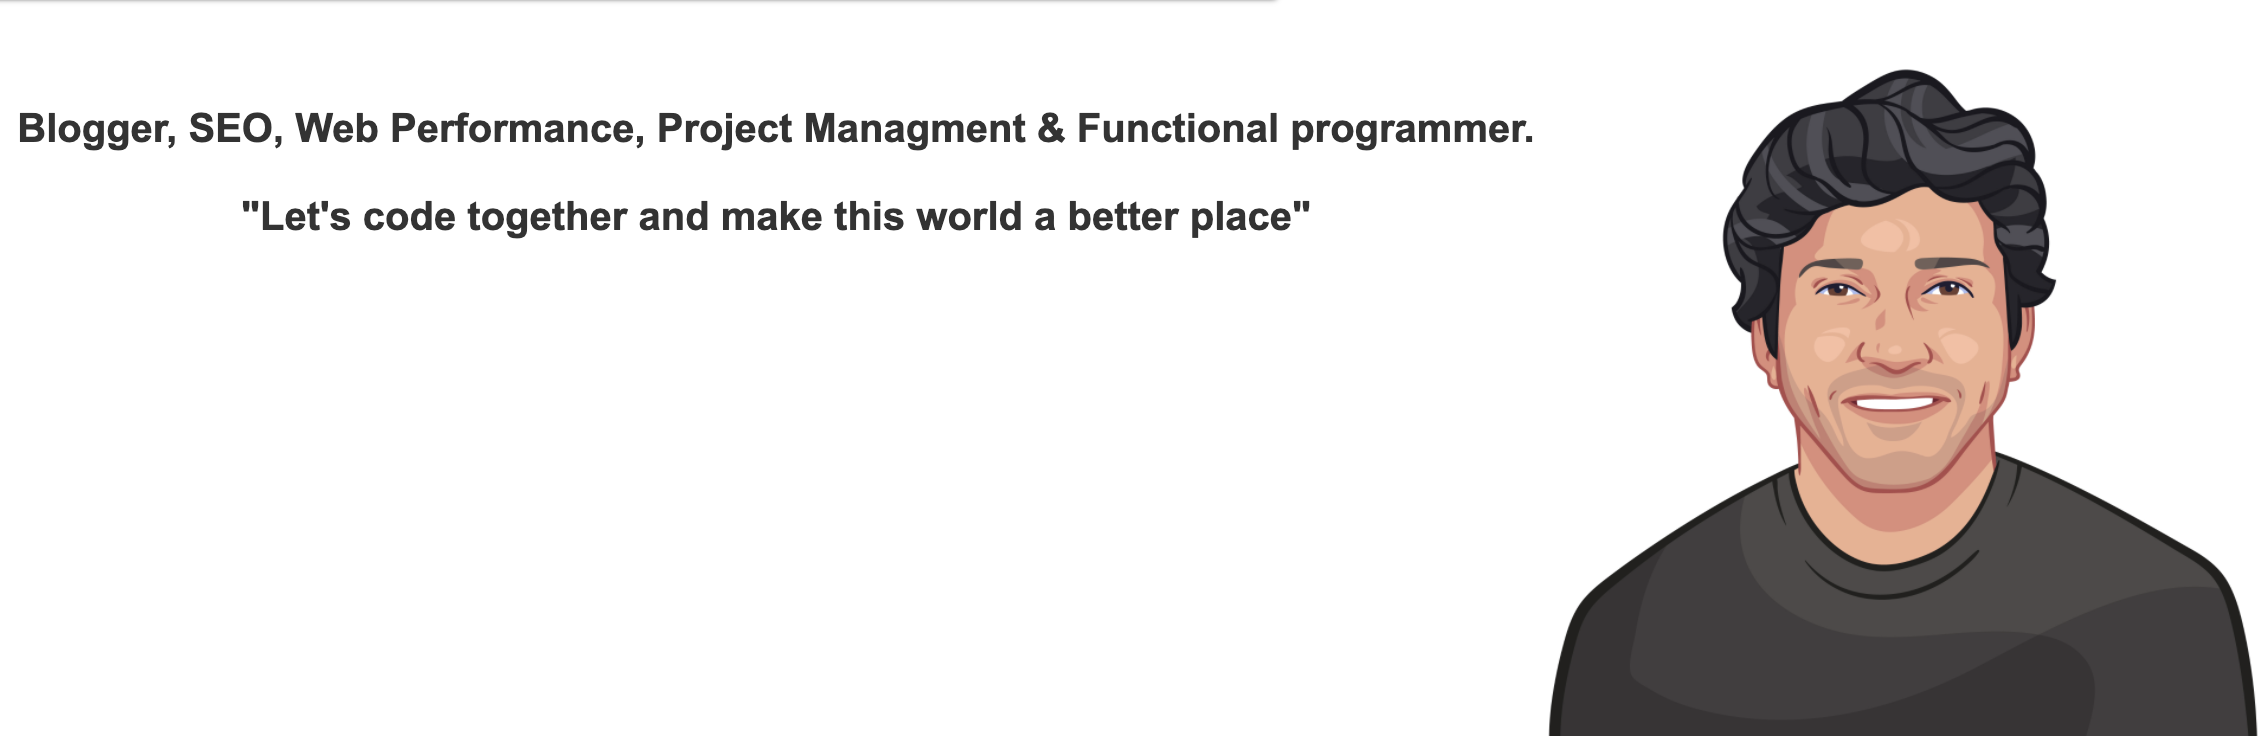 Blogger, SEO, Web Performance, Project Managment & Functional programmer.
"Let's code together and make this world a better place"